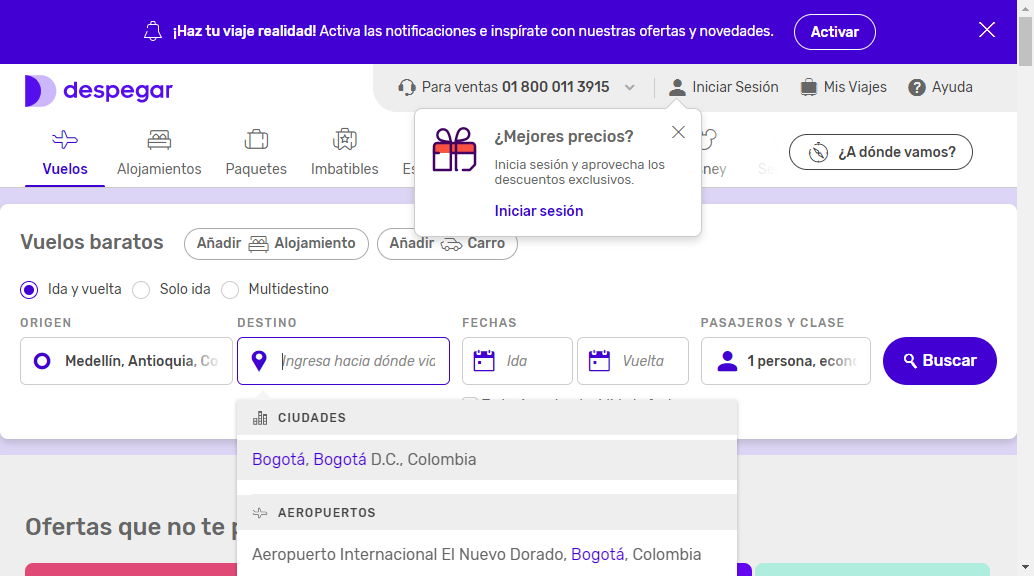 ¡Haz tu viaje realidad! Activa las notificaciones e inspírate con nuestras ofertas y novedades.
Activar
despegar
Para ventas 01 800 011 3915
Iniciar Sesión
Mis Viajes
Ayuda
Vuelos
Alojamientos
Paquetes
Imbatibles
Es
ney
Se
¿A dónde vamos?
¿Mejores precios?
Inicia sesión y aprovecha los
descuentos exclusivos.
Iniciar sesión
Vuelos baratos
Añadir Alojamiento
Añadir Carro
Ida y vuelta
Solo ida
Multidestino
ORIGEN
DESTINO
FECHAS
PASAJEROS Y CLASE
Medellín, Antioquia, Co
Ingresa hacia dónde via
Ida
Vuelta
1 persona, econ
Buscar
CIUDADES
Bogotá, Bogotá D.C., Colombia
AEROPUERTOS
Aeropuerto Internacional El Nuevo Dorado, Bogotá, Colombia
Ofertas que no te p